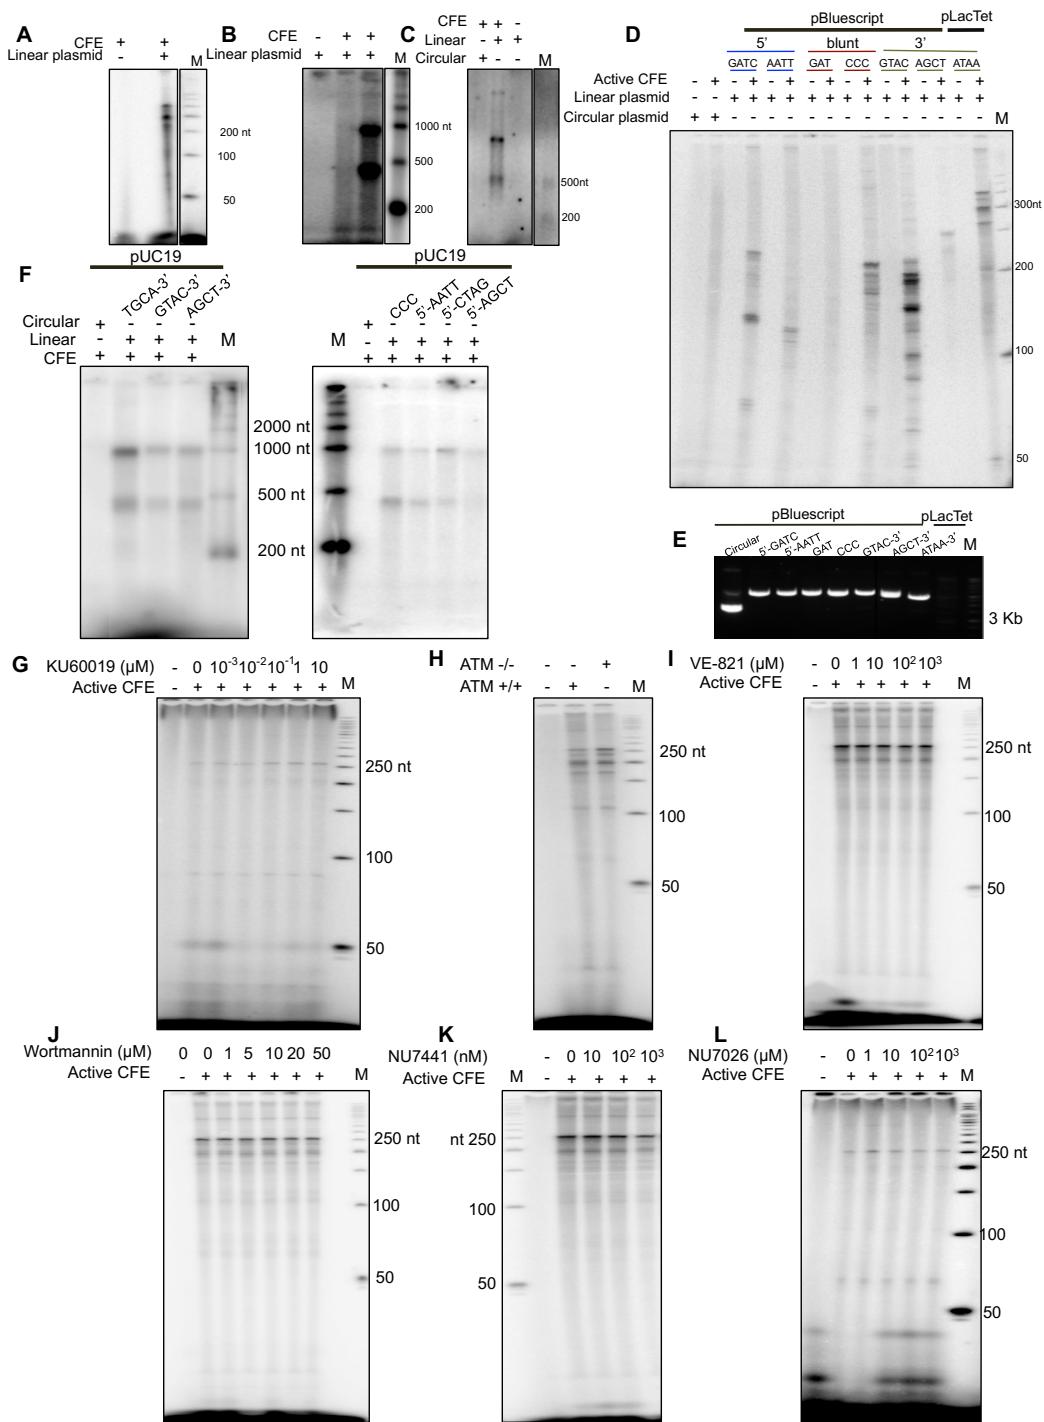 A
CFE + +
Linear plasmid - +
M
200 nt
100
50
B
CFE - + +
Linear plasmid + - +
M
1000 nt
500
200
C
CFE + + -
Linear - + +
Circular + - -
M
500nt
200
D
pBluescript pLacTet
5' blunt 3'
GATC AATT GAT CCC GTAC AGCT ATAA
Active CFE - + - + - + - + - + - + - + - +
Linear plasmid - - + + + + + + + + + + + + + +
Circular plasmid + + - - - - - - - - - - - - - -
M
300nt
200
100
50
E
pBluescript pLacTet
Circular 5'-GATC 5'-AATT GAT CCC GTAC-3' AGCT-3' ATAA-3' M
3 Kb
F
pUC19
TGCA-3' GTAC-3' AGCT-3'
Circular + - - -
Linear - + + + M
CFE + + + +
2000 nt
1000 nt
500 nt
200 nt
pUC19
CCC 5'-AATT 5'-CTAG 5'-AGCT
+ - - - -
M - + + + +
+ + + + +
G
KU60019 (µM) - 0 10-3 10-2 10-1 1 10
Active CFE - + + + + + +
M
250 nt
100
50
H
ATM -/- - - +
ATM +/+ - + -
M
250 nt
100
50
I
VE-821 (µM) - 0 1 10 10² 10³
Active CFE - + + + + +
M
250 nt
100
50
J
Wortmannin (µM) 0 0 1 5 10 20 50
Active CFE - + + + + + +
M
250 nt
100
50
K
NU7441 (nM) - 0 10 10² 10³
Active CFE M - + + + +
nt 250
100
50
L
NU7026 (µM) - 0 1 10 10² 10³
Active CFE - + + + + +
M
250 nt
100
50